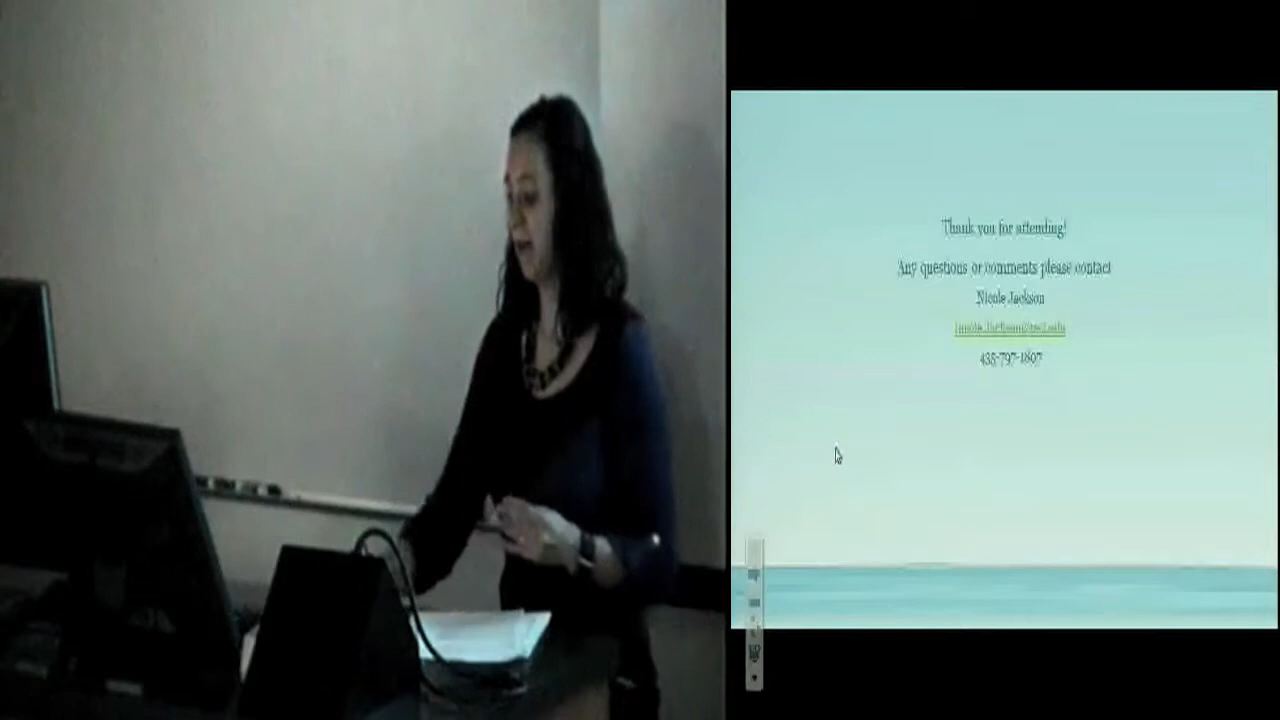 Thank you for attending!
Any questions or comments please contact
Nicole Jackson
435-797-1807